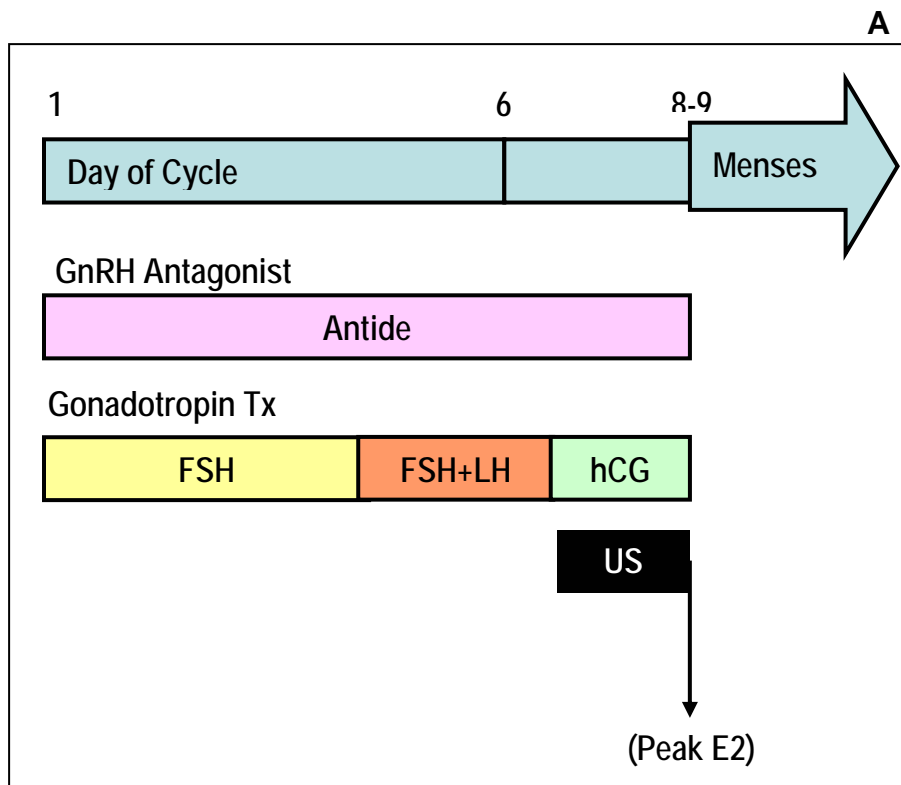 A
1 6 8-9
Day of Cycle Menses
GnRH Antagonist
Antide
Gonadotropin Tx
FSH FSH+LH hCG
US
(Peak E2)